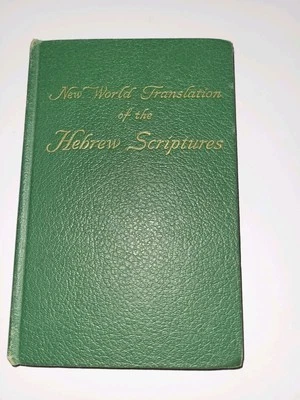 New World Translation
of the
Hebrew Scriptures